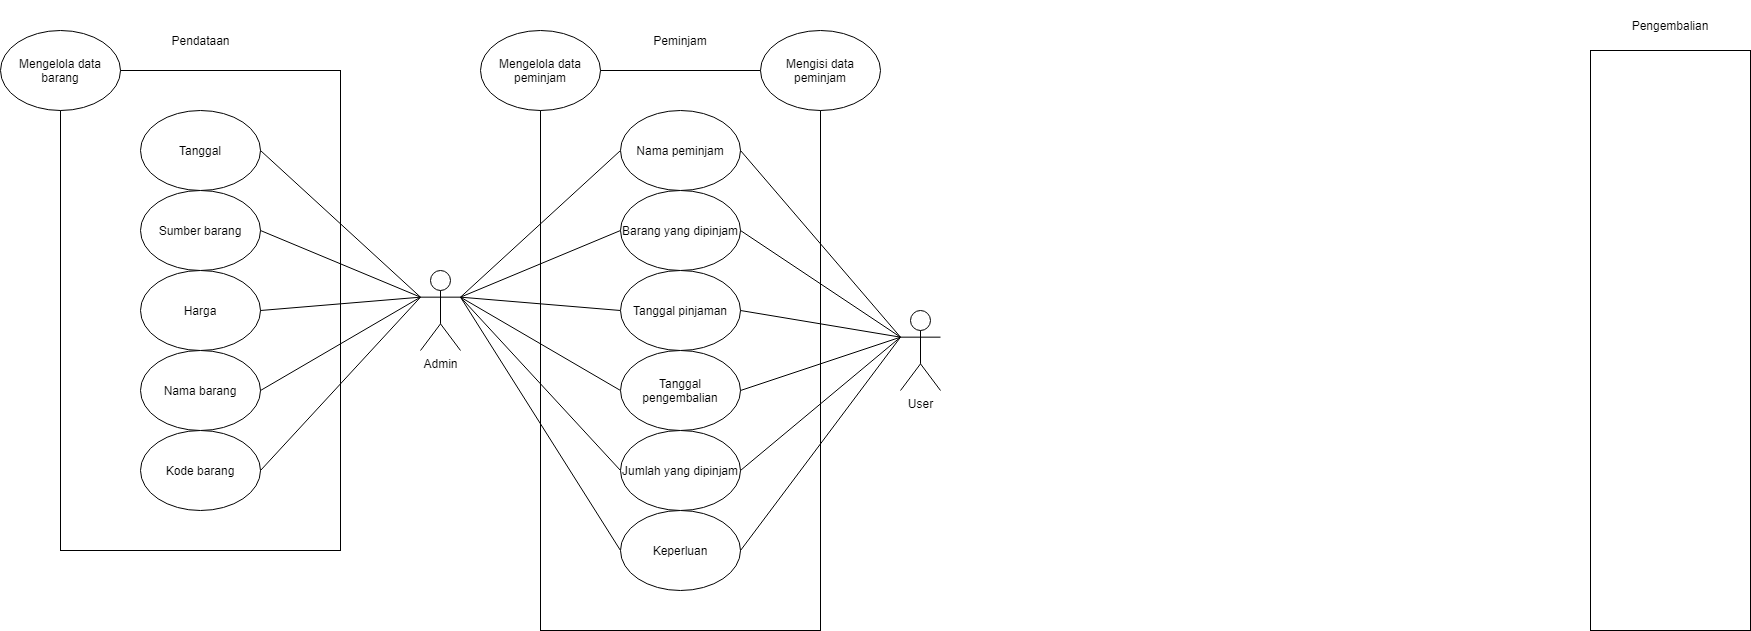 Pendataan
Mengelola data
barang
Tanggal
Sumber barang
Harga
Nama barang
Kode barang
Admin
Peminjam
Mengelola data
peminjam
Mengisi data
peminjam
Nama peminjam
Barang yang dipinjam
Tanggal pinjaman
Tanggal
pengembalian
Jumlah yang dipinjam
Keperluan
User
Pengembalian